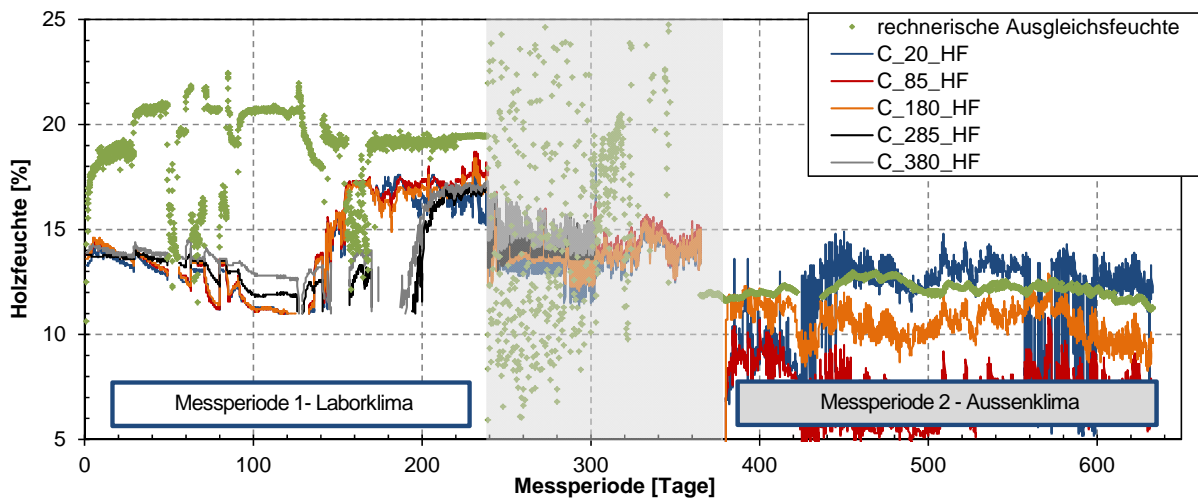 25
20
15
10
5
Holzfeuchte [%]
rechnerische Ausgleichsfeuchte
C_20_HF
C_85_HF
C_180_HF
C_285_HF
C_380_HF
Messperiode 1- Laborklima
Messperiode 2 - Aussenklima
0
100
200
300
400
500
600
Messperiode [Tage]